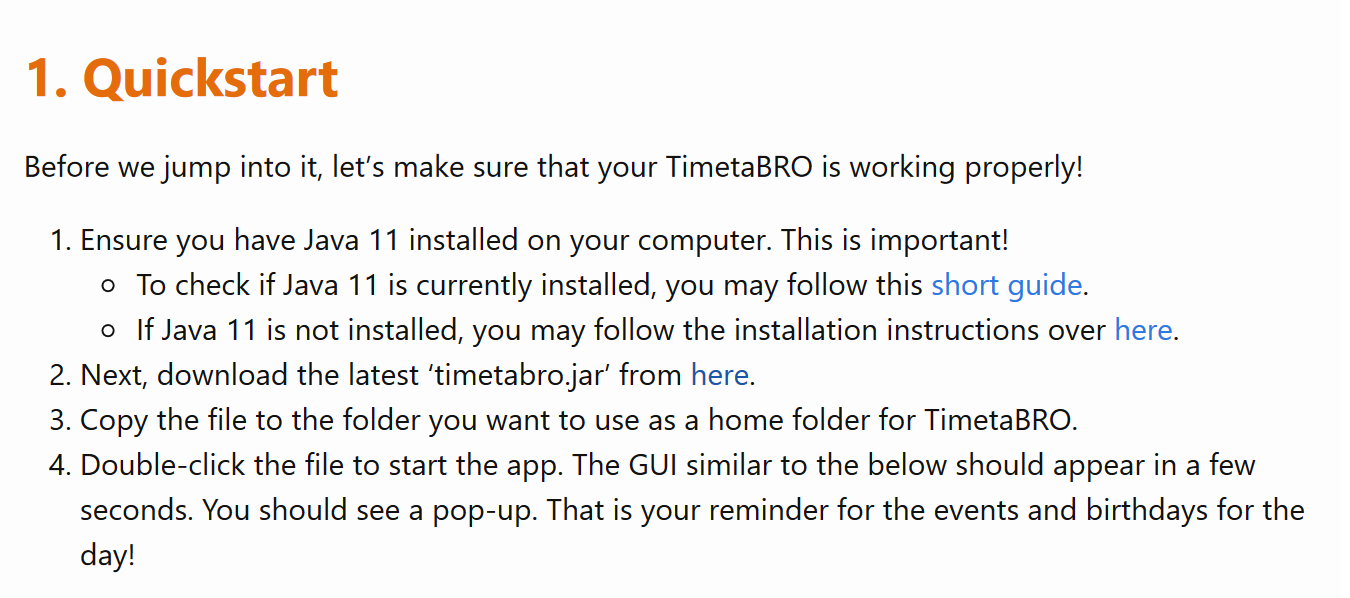 1. Quickstart
Before we jump into it, let’s make sure that your TimetaBRO is working properly!
1. Ensure you have Java 11 installed on your computer. This is important!
To check if Java 11 is currently installed, you may follow this short guide.
If Java 11 is not installed, you may follow the installation instructions over here.
2. Next, download the latest ‘timetabro.jar’ from here.
3. Copy the file to the folder you want to use as a home folder for TimetaBRO.
4. Double-click the file to start the app. The GUI similar to the below should appear in a few
seconds. You should see a pop-up. That is your reminder for the events and birthdays for the
day!